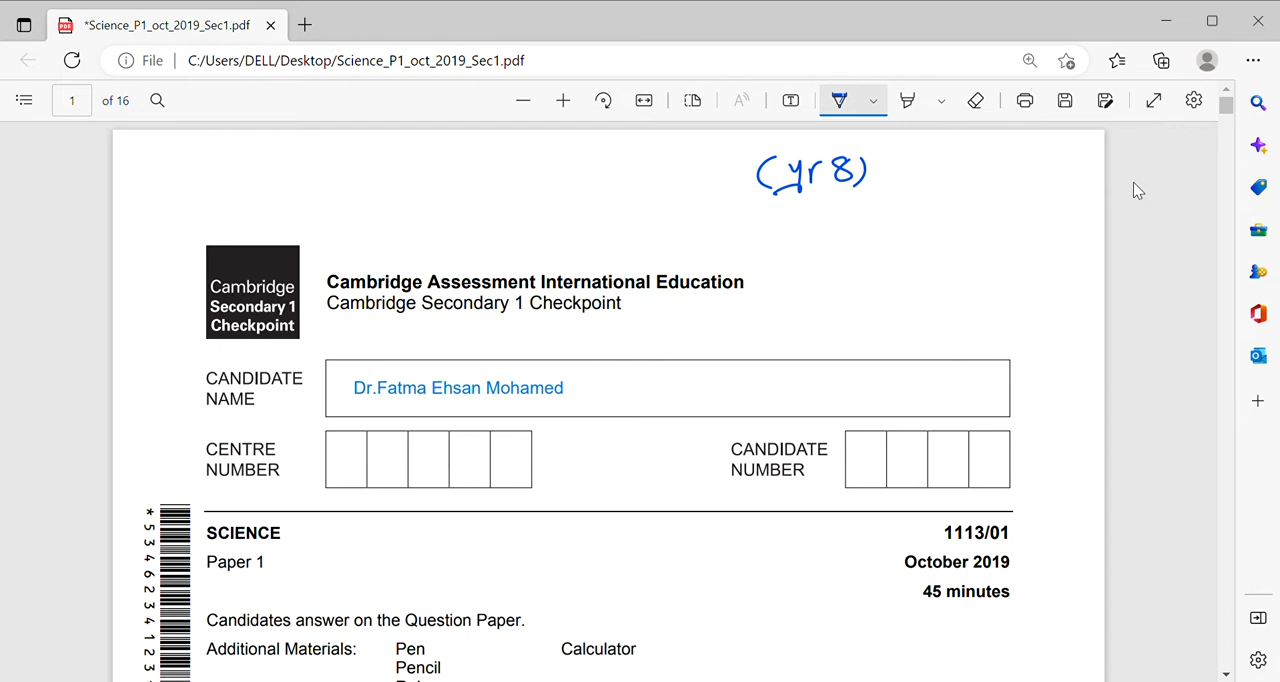 *Science_P1_oct_2019_Sec1.pdf
File
C:/Users/DELL/Desktop/Science_P1_oct_2019_Sec1.pdf
1 of 16
(yr 8)
Cambridge
Secondary 1
Checkpoint
Cambridge Assessment International Education
Cambridge Secondary 1 Checkpoint
CANDIDATE
NAME
Dr.Fatma Ehsan Mohamed
CENTRE
NUMBER
CANDIDATE
NUMBER
*5346234123
SCIENCE 1113/01
Paper 1 October 2019
45 minutes
Candidates answer on the Question Paper.
Additional Materials: Pen Calculator
Pencil